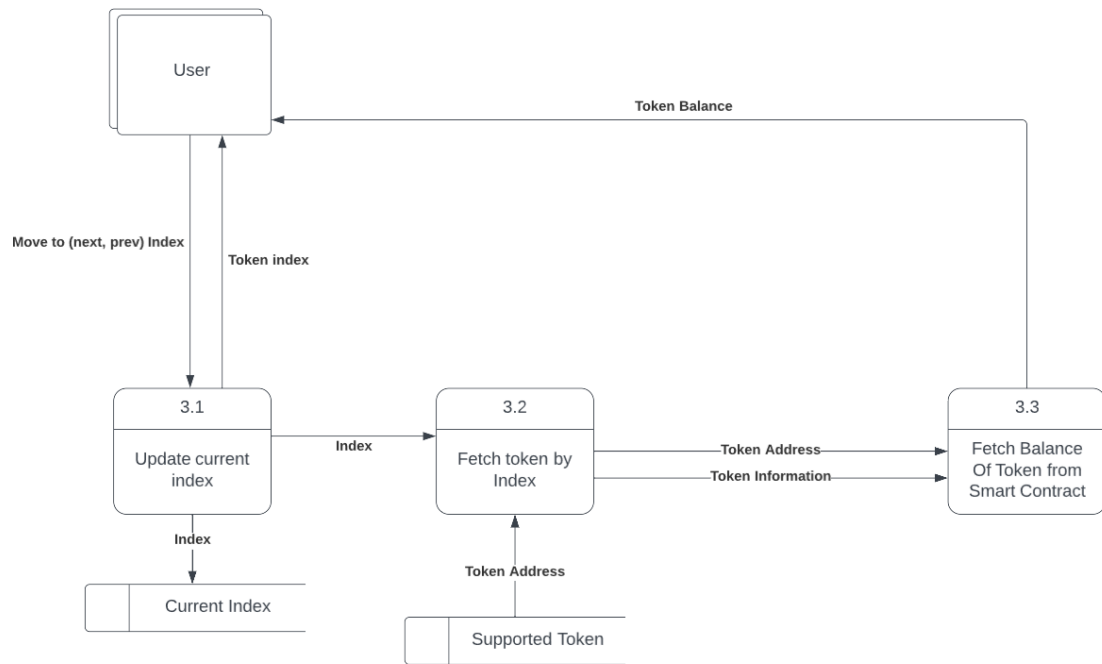 User
Token Balance
Move to (next, prev) Index
Token index
3.1
Update current
index
Index
3.2
Fetch token by
Index
Token Address
Token Information
3.3
Fetch Balance
Of Token from
Smart Contract
Index
Current Index
Token Address
Supported Token